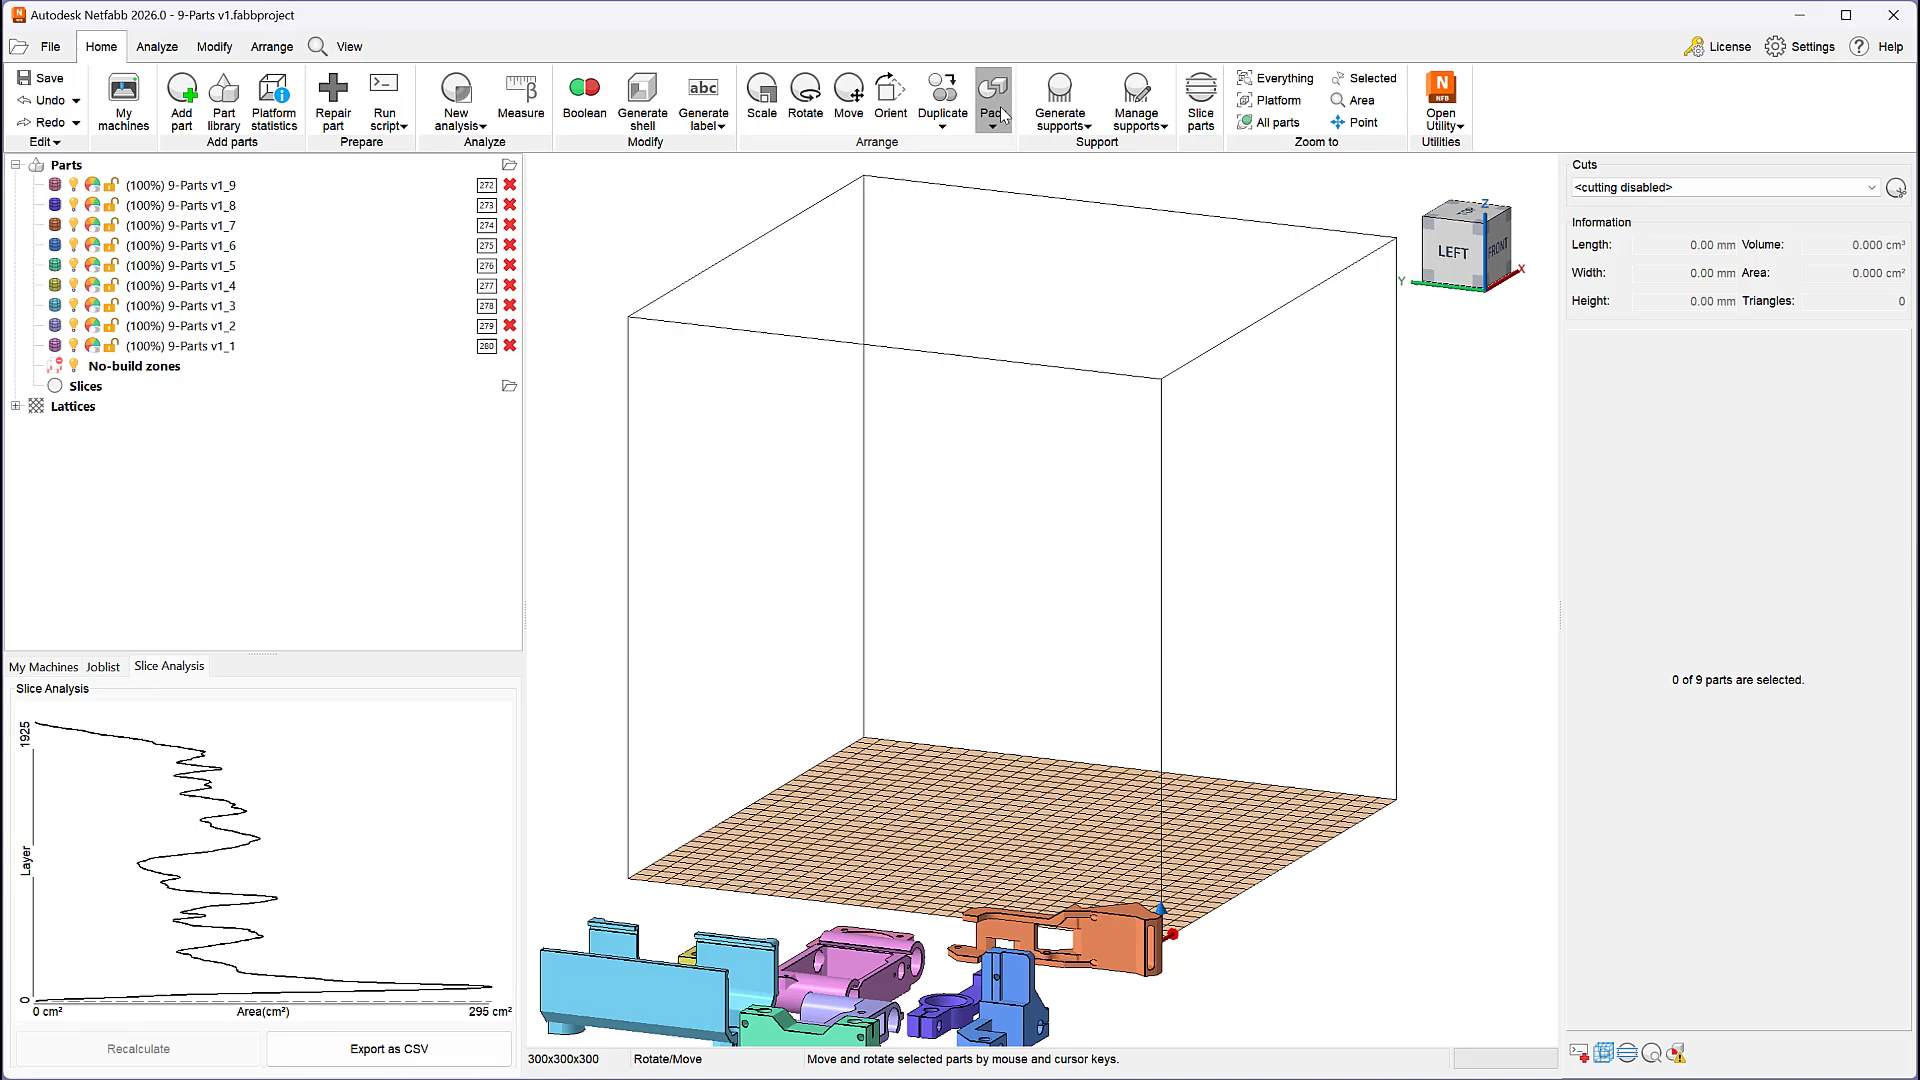 Autodesk Netfabb 2026.0 - 9-Parts v1.fabbproject
File Home Analyze Modify Arrange View License Settings Help
Save
Undo
Redo
Edit
My machines
Add part
Part library
Platform statistics
Add parts
Repair part
Run script
Prepare
New analysis
Measure
Analyze
Boolean
Generate shell
abc
Generate label
Modify
Scale
Rotate
Move
Orient
Duplicate
Arrange
Generate supports
Manage supports
Support
Slice parts
Everything
Selected
Platform
Area
All parts
Point
Zoom to
N
NFB
Open Utility
Utilities
Parts
(100%) 9-Parts v1_9 272
(100%) 9-Parts v1_8 273
(100%) 9-Parts v1_7 274
(100%) 9-Parts v1_6 275
(100%) 9-Parts v1_5 276
(100%) 9-Parts v1_4 277
(100%) 9-Parts v1_3 278
(100%) 9-Parts v1_2 279
(100%) 9-Parts v1_1 280
No-build zones
Slices
Lattices
My Machines Joblist Slice Analysis
Slice Analysis
1925
Layer
0
0 cm² Area(cm²) 295 cm²
Recalculate Export as CSV
Z
LEFT
FRONT
Y
X
300x300x300 Rotate/Move Move and rotate selected parts by mouse and cursor keys.
Cuts
<cutting disabled>
Information
Length: 0.00 mm Volume: 0.000 cm³
Width: 0.00 mm Area: 0.000 cm²
Height: 0.00 mm Triangles: 0
0 of 9 parts are selected.